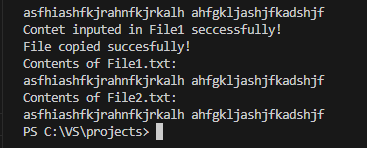 asfhiashfkjrahnfkjrkalh ahfgkljashjfkadshjf
Contet inputed in File1 seccessfully!
File copied succesfully!
Contents of File1.txt:
asfhiashfkjrahnfkjrkalh ahfgkljashjfkadshjf
Contents of File2.txt:
asfhiashfkjrahnfkjrkalh ahfgkljashjfkadshjf
PS C:\VS\projects>